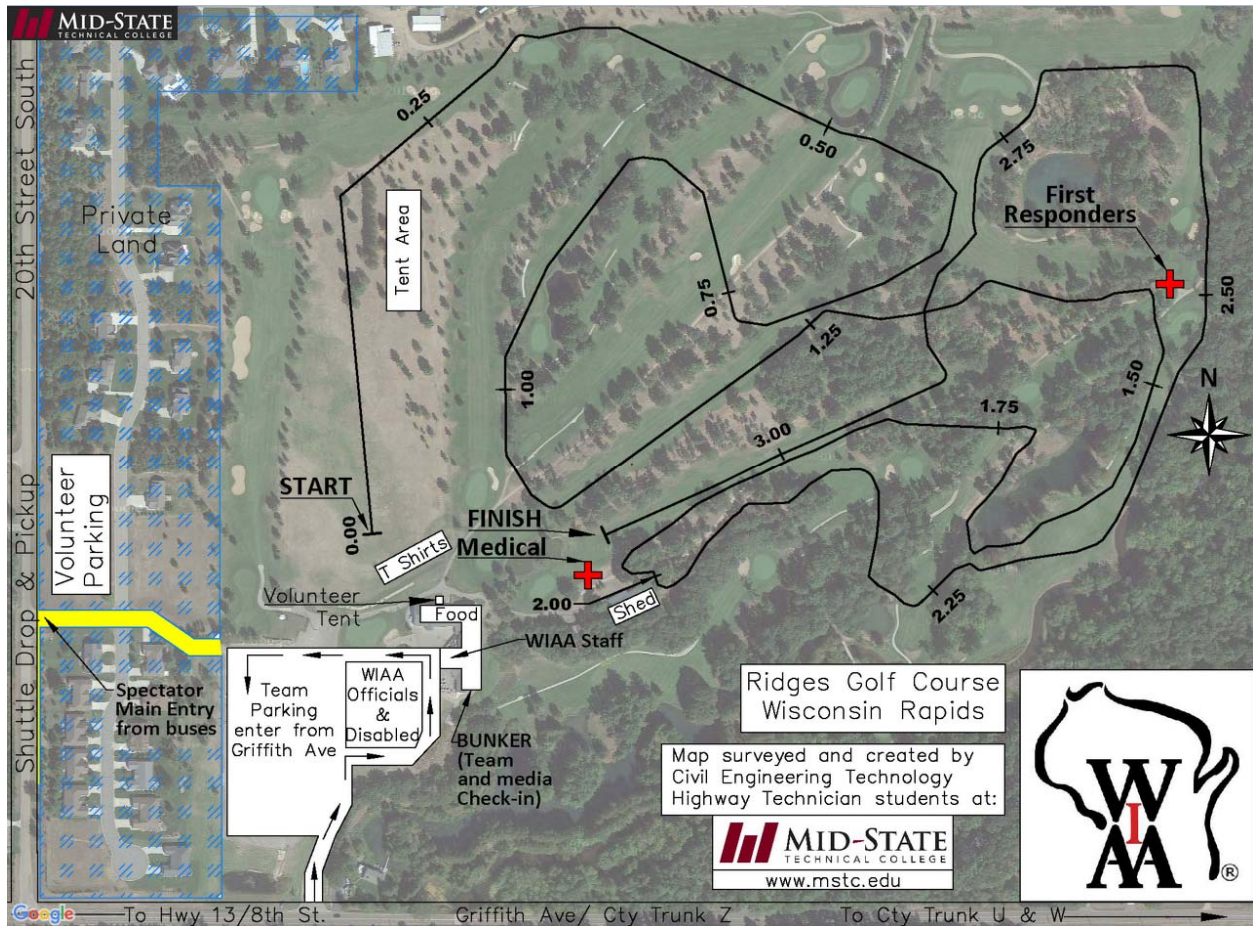 MID-STATE
TECHNICAL COLLEGE
20th Street South
Shuttle Drop & Pickup
Private
Land
Volunteer
Parking
Spectator
Main Entry
from buses
0.25
Tent Area
0.50
0.75
1.00
1.25
2.75
First
Responders
2.50
1.50
1.75
N
START
0.00
3.00
FINISH
Medical
T Shirts
2.00
Shed
2.25
Volunteer
Tent
Food
WIAA Staff
Team
Parking
enter from
Griffith Ave
WIAA
Officials
&
Disabled
BUNKER
(Team
and media
Check-in)
Ridges Golf Course
Wisconsin Rapids
Map surveyed and created by
Civil Engineering Technology
Highway Technician students at:
MID-STATE
TECHNICAL COLLEGE
www.mstc.edu
WIAA
®
Google
To Hwy 13/8th St.
Griffith Ave/ Cty Trunk Z
To Cty Trunk U & W